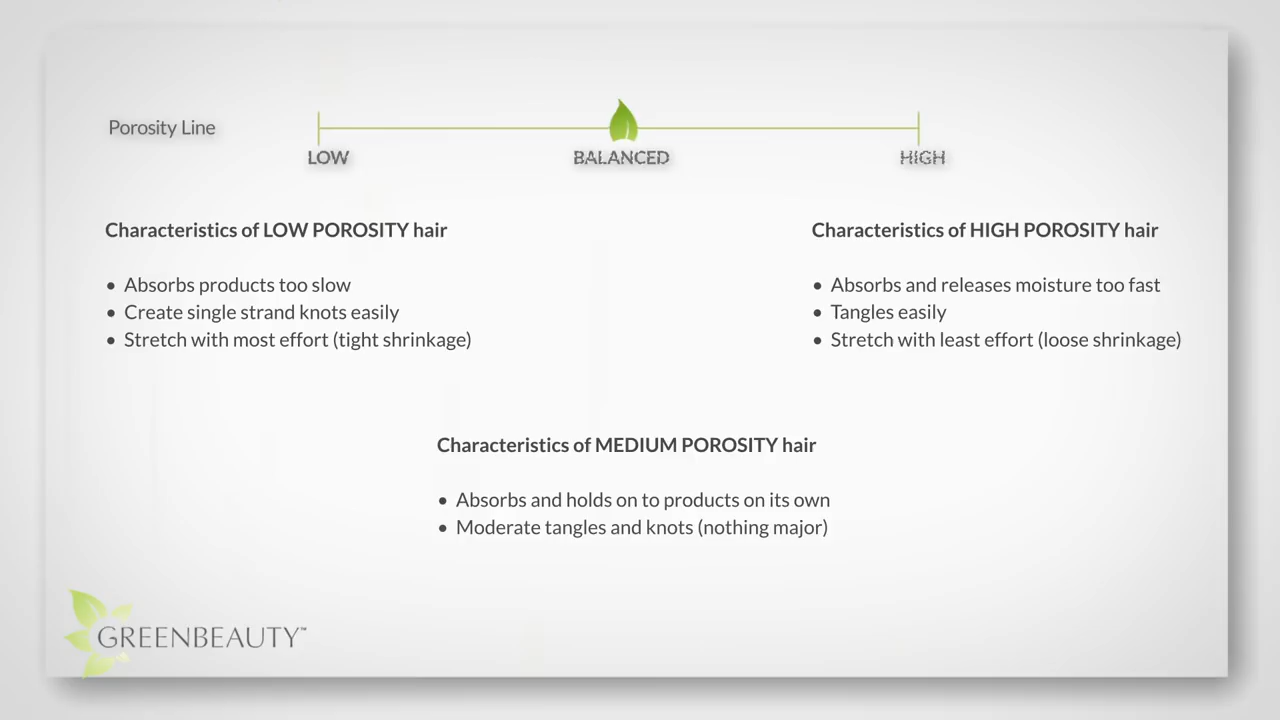 Porosity Line
LOW
BALANCED
HIGH
Characteristics of LOW POROSITY hair
• Absorbs products too slow
• Create single strand knots easily
• Stretch with most effort (tight shrinkage)
Characteristics of HIGH POROSITY hair
• Absorbs and releases moisture too fast
• Tangles easily
• Stretch with least effort (loose shrinkage)
Characteristics of MEDIUM POROSITY hair
• Absorbs and holds on to products on its own
• Moderate tangles and knots (nothing major)
GREENBEAUTY™